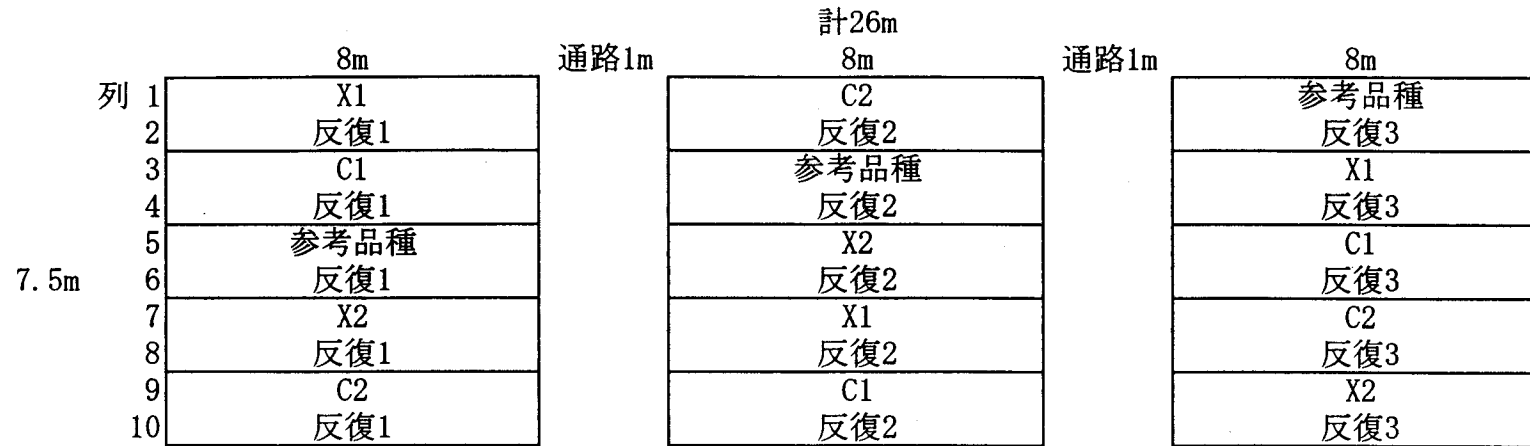 計26m
8m 通路1m 8m 通路1m 8m
列 1 X1 C2 参考品種
2 反復1 反復2 反復3
3 C1 参考品種 X1
4 反復1 反復2 反復3
5 参考品種 X2 C1
7.5m 6 反復1 反復2 反復3
7 X2 X1 C2
8 反復1 反復2 反復3
9 C2 C1 X2
10 反復1 反復2 反復3